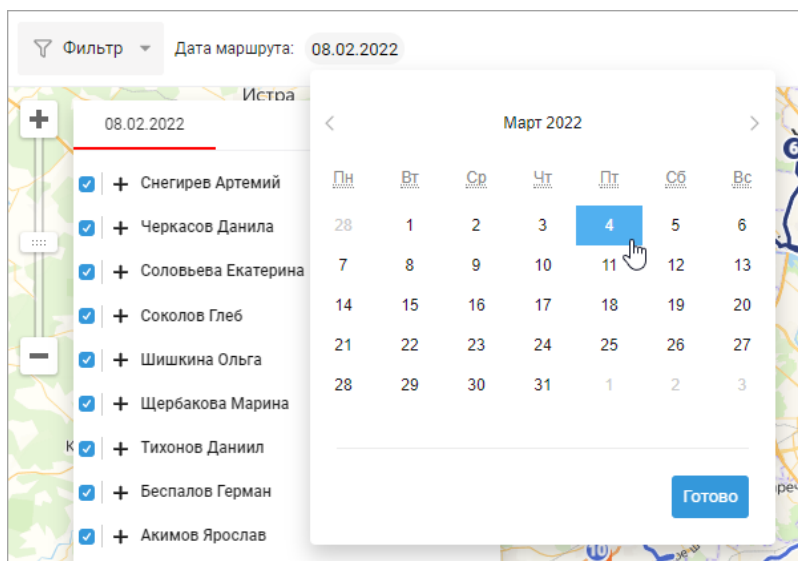 Фильтр Дата маршрута: 08.02.2022
Истра
08.02.2022
Март 2022
Пн Вт Ср Чт Пт Сб Вс
28 1 2 3 4 5 6
7 8 9 10 11 12 13
14 15 16 17 18 19 20
21 22 23 24 25 26 27
28 29 30 31 1 2 3
Готово
Снегирев Артемий
Черкасов Данила
Соловьева Екатерина
Соколов Глеб
Шишкина Ольга
Щербакова Марина
Тихонов Даниил
Беспалов Герман
Акимов Ярослав
6
10